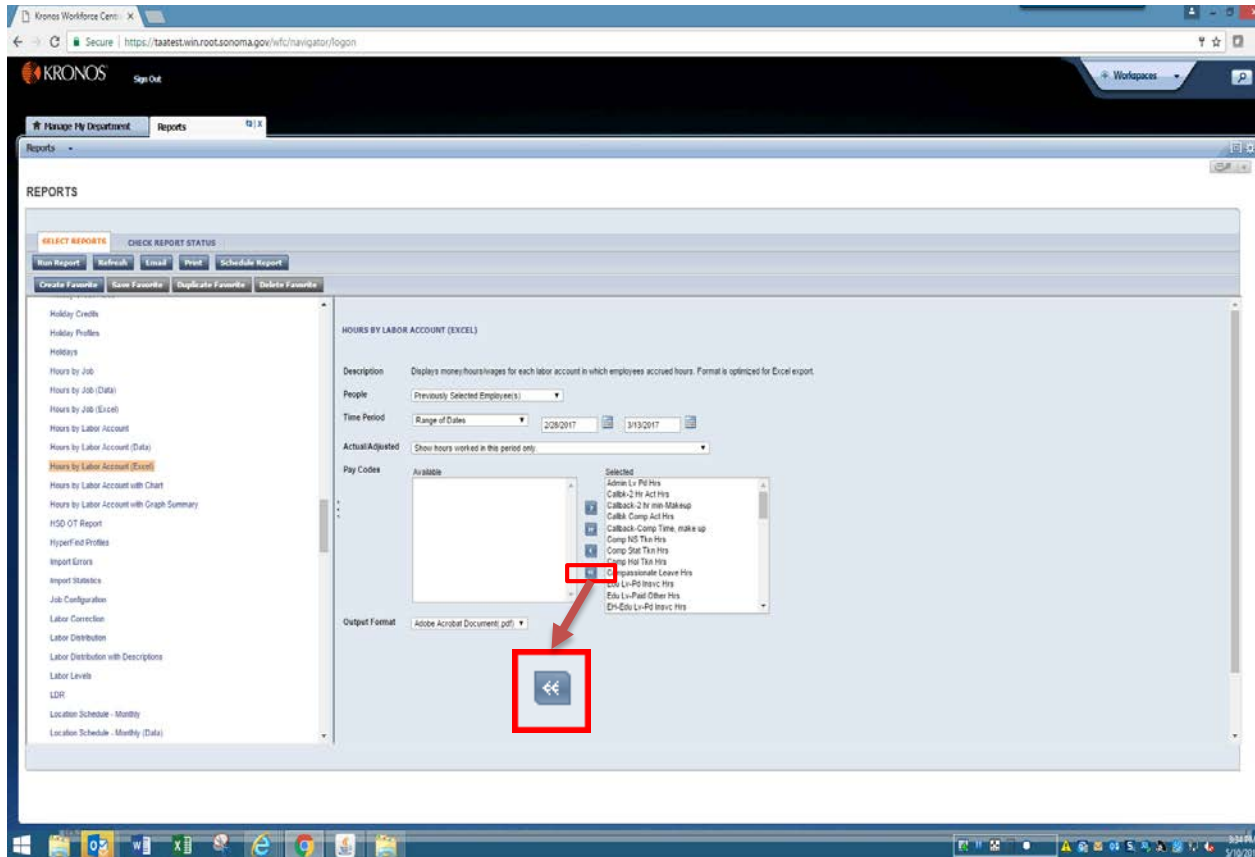 Kronos Workforce Centr
Secure | https://taatest.win.root.sonoma.gov/wfc/navigator/logon
KRONOS Sign Out
Workspaces
Manage My Department Reports
Reports
REPORTS
SELECT REPORTS CHECK REPORT STATUS
Run Report Refresh Email Print Schedule Report
Create Favorite Save Favorite Duplicate Favorite Delete Favorite
Holiday Credits
Holiday Profiles
Holidays
Hours by Job
Hours by Job (Data)
Hours by Job (Excel)
Hours by Labor Account
Hours by Labor Account (Data)
Hours by Labor Account (Excel)
Hours by Labor Account with Chart
Hours by Labor Account with Graph Summary
HSD OT Report
HyperFind Profiles
Import Errors
Import Statistics
Job Configuration
Labor Correction
Labor Distribution
Labor Distribution with Descriptions
Labor Levels
LDR
Location Schedule - Monthly
Location Schedule - Monthly (Data)
HOURS BY LABOR ACCOUNT (EXCEL)
Description Displays money/hours/wages for each labor account in which employees accrued hours. Format is optimized for Excel export.
People Previously Selected Employee(s)
Time Period Range of Dates 2/28/2017 3/13/2017
Actual/Adjusted Show hours worked in this period only.
Pay Codes Available Selected
Admin Lv Pd Hrs
Callbk-2 Hr Act Hrs
Callback-2 hr min-Makeup
Callbk Comp Act Hrs
Callback-Comp Time, make up
Comp NS Tkn Hrs
Comp Stat Tkn Hrs
Comp Hol Tkn Hrs
Compassionate Leave Hrs
Edu Lv-Pd Insvc Hrs
Edu Lv-Paid Other Hrs
EH-Edu Lv-Pd Insvc Hrs
Output Format Adobe Acrobat Document(.pdf)